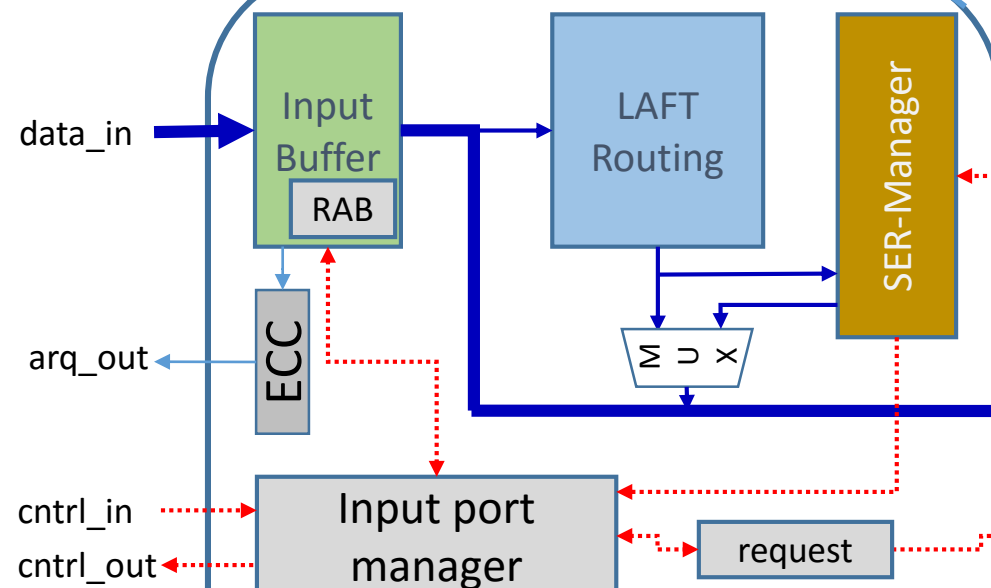 data_in
Input
Buffer
RAB
LAFT
Routing
SER-Manager
arq_out
ECC
M U X
cntrl_in
cntrl_out
Input port
manager
request